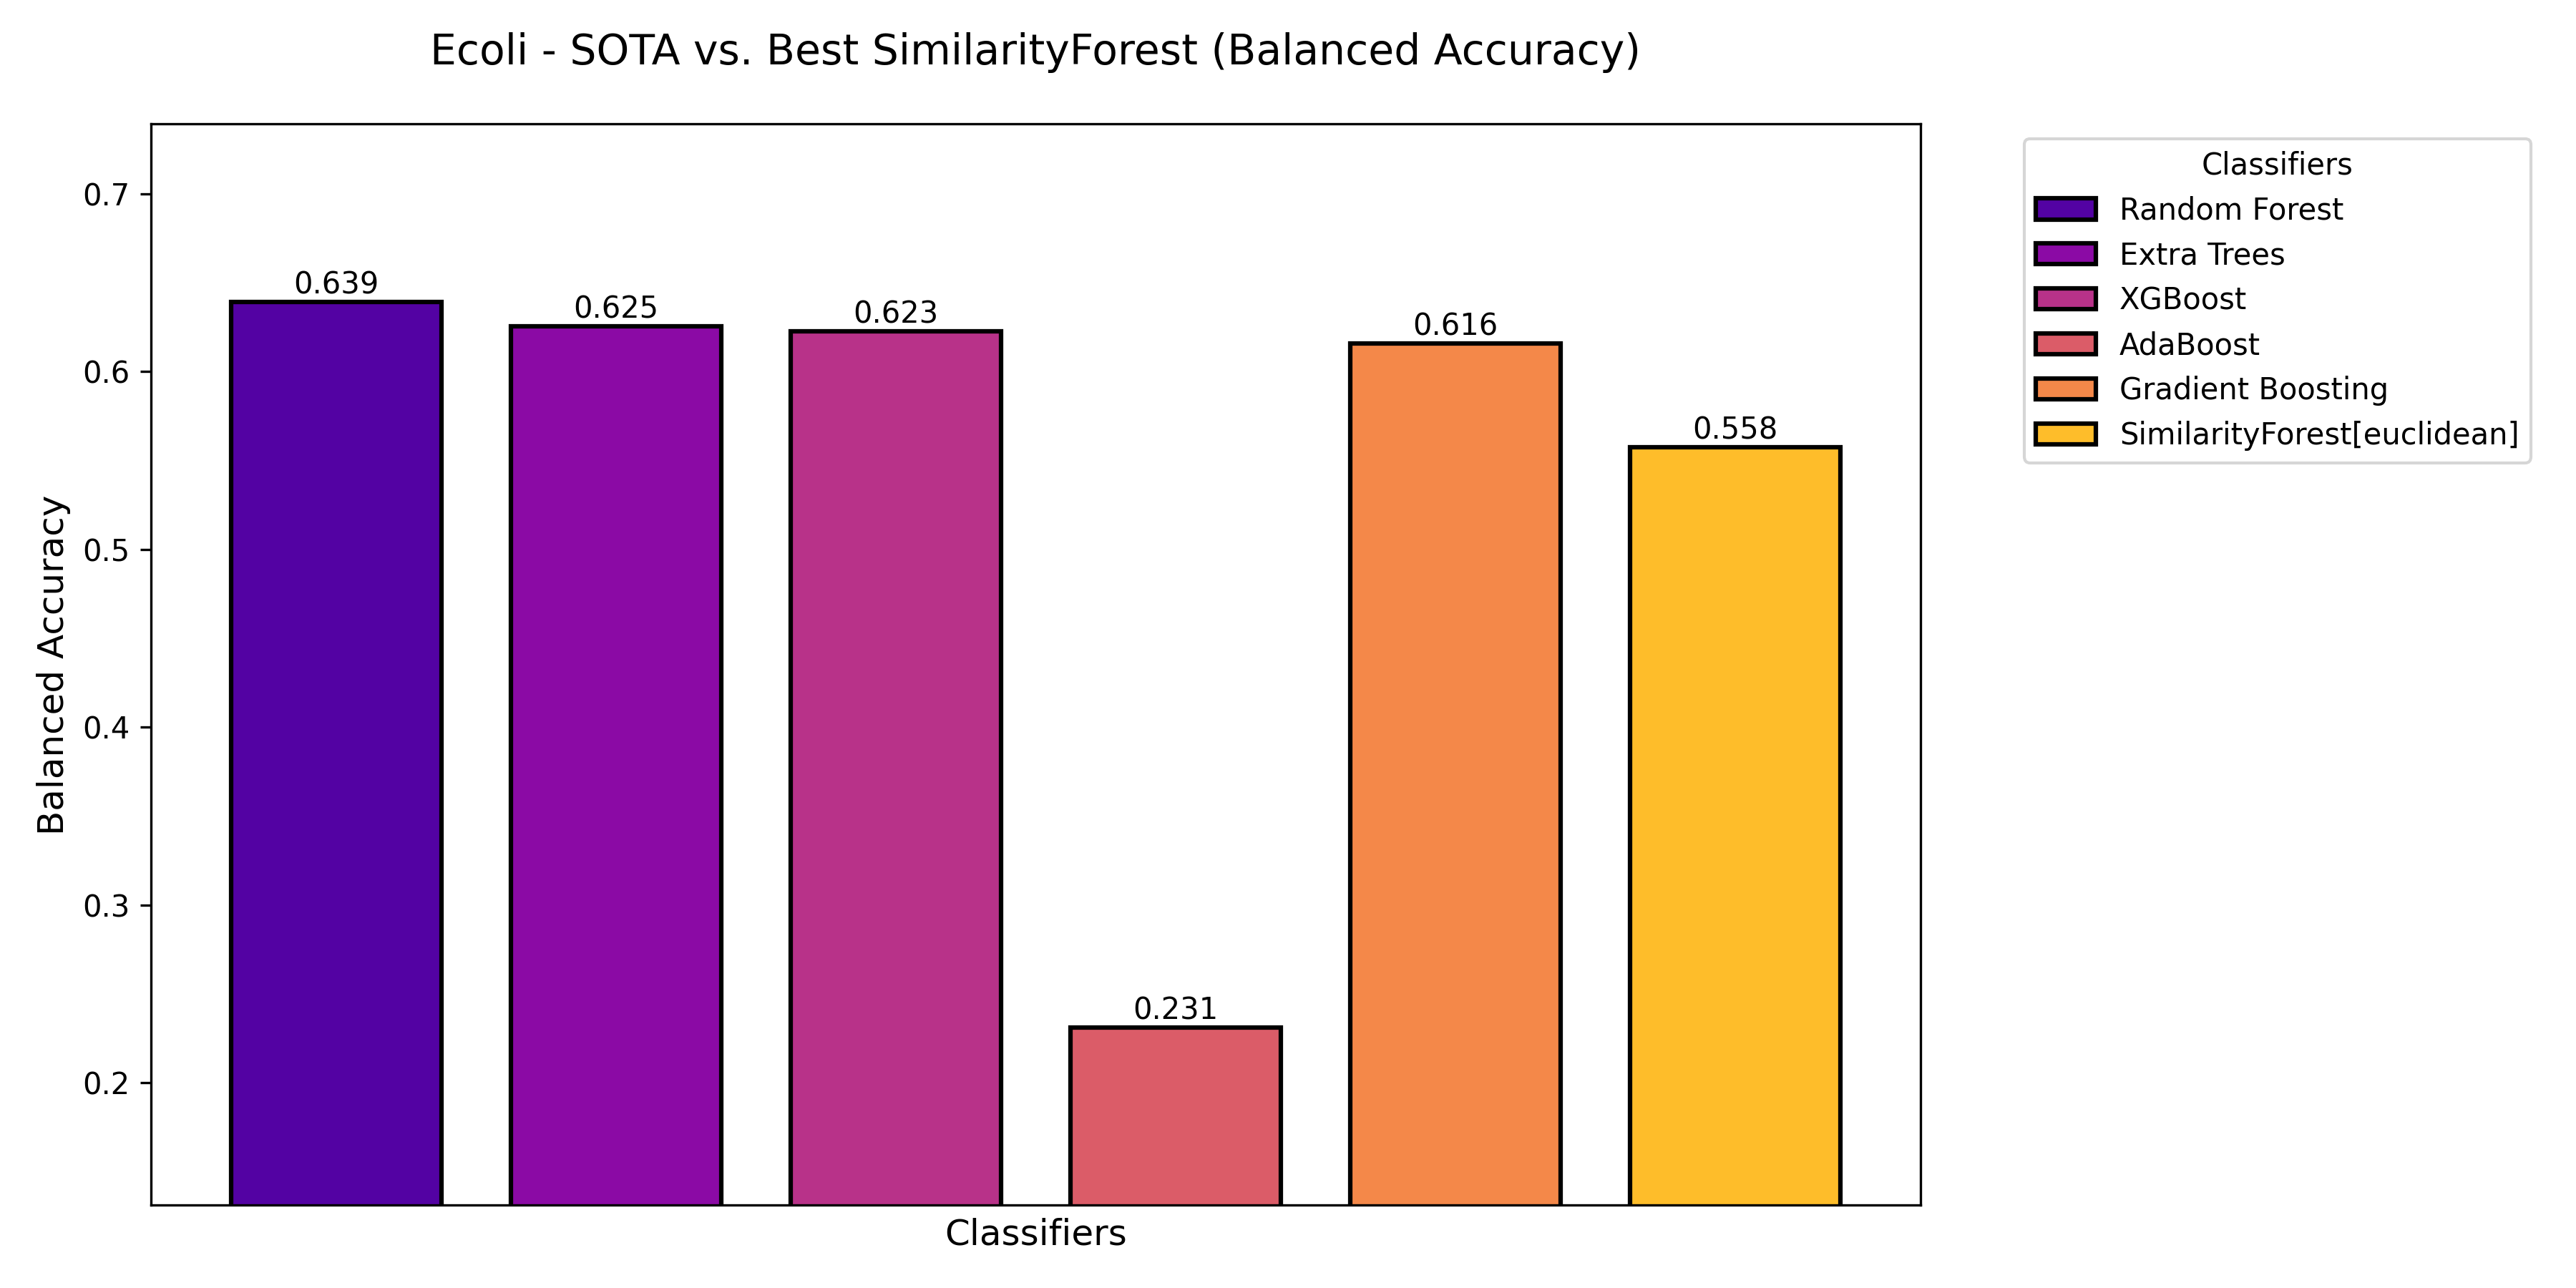 Ecoli - SOTA vs. Best SimilarityForest (Balanced Accuracy)
Balanced Accuracy
0.7
0.6
0.5
0.4
0.3
0.2
0.639
0.625
0.623
0.231
0.616
0.558
Classifiers
Classifiers
Random Forest
Extra Trees
XGBoost
AdaBoost
Gradient Boosting
SimilarityForest[euclidean]